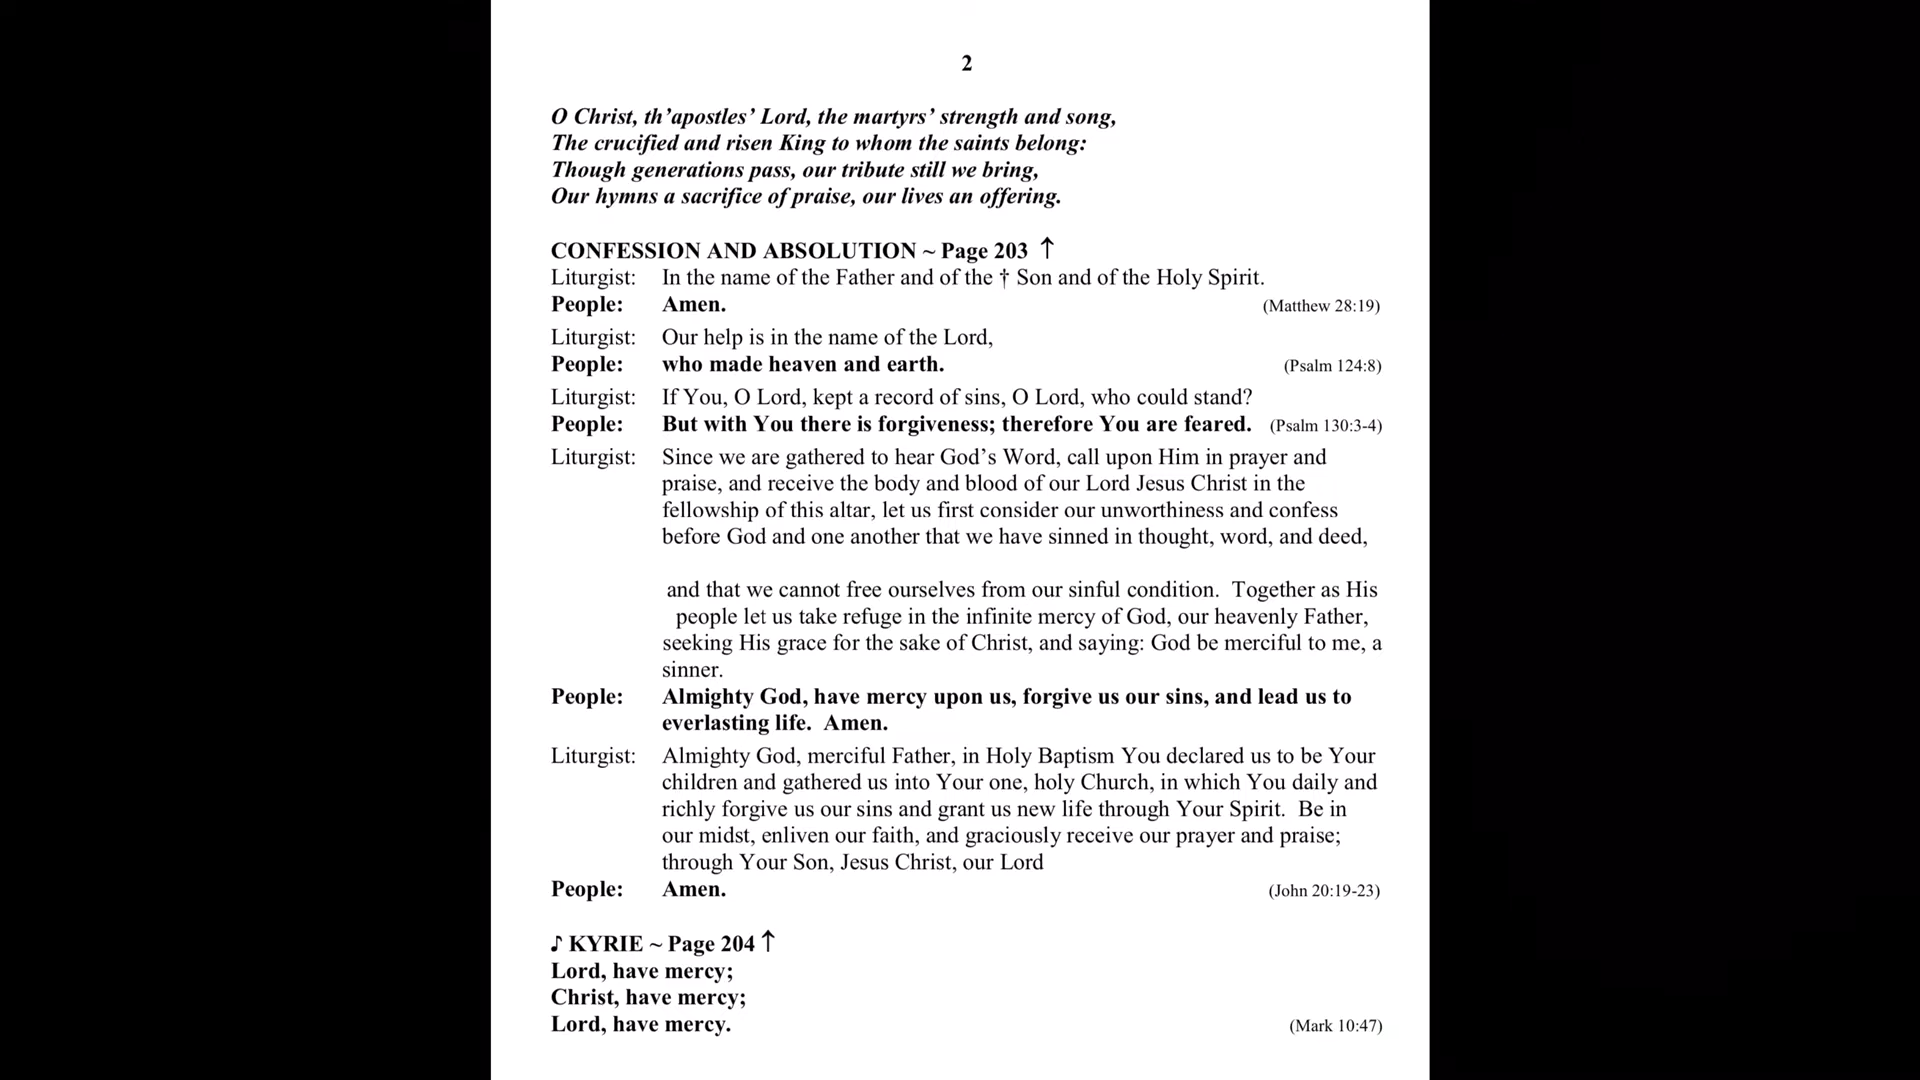 2
O Christ, th’apostles’ Lord, the martyrs’ strength and song,
The crucified and risen King to whom the saints belong:
Though generations pass, our tribute still we bring,
Our hymns a sacrifice of praise, our lives an offering.
CONFESSION AND ABSOLUTION ~ Page 203 ↑
Liturgist: In the name of the Father and of the † Son and of the Holy Spirit.
People: Amen. (Matthew 28:19)
Liturgist: Our help is in the name of the Lord,
People: who made heaven and earth. (Psalm 124:8)
Liturgist: If You, O Lord, kept a record of sins, O Lord, who could stand?
People: But with You there is forgiveness; therefore You are feared. (Psalm 130:3-4)
Liturgist: Since we are gathered to hear God’s Word, call upon Him in prayer and
praise, and receive the body and blood of our Lord Jesus Christ in the
fellowship of this altar, let us first consider our unworthiness and confess
before God and one another that we have sinned in thought, word, and deed,
and that we cannot free ourselves from our sinful condition. Together as His
people let us take refuge in the infinite mercy of God, our heavenly Father,
seeking His grace for the sake of Christ, and saying: God be merciful to me, a
sinner.
People: Almighty God, have mercy upon us, forgive us our sins, and lead us to
everlasting life. Amen.
Liturgist: Almighty God, merciful Father, in Holy Baptism You declared us to be Your
children and gathered us into Your one, holy Church, in which You daily and
richly forgive us our sins and grant us new life through Your Spirit. Be in
our midst, enliven our faith, and graciously receive our prayer and praise;
through Your Son, Jesus Christ, our Lord
People: Amen. (John 20:19-23)
♪ KYRIE ~ Page 204 ↑
Lord, have mercy;
Christ, have mercy;
Lord, have mercy. (Mark 10:47)